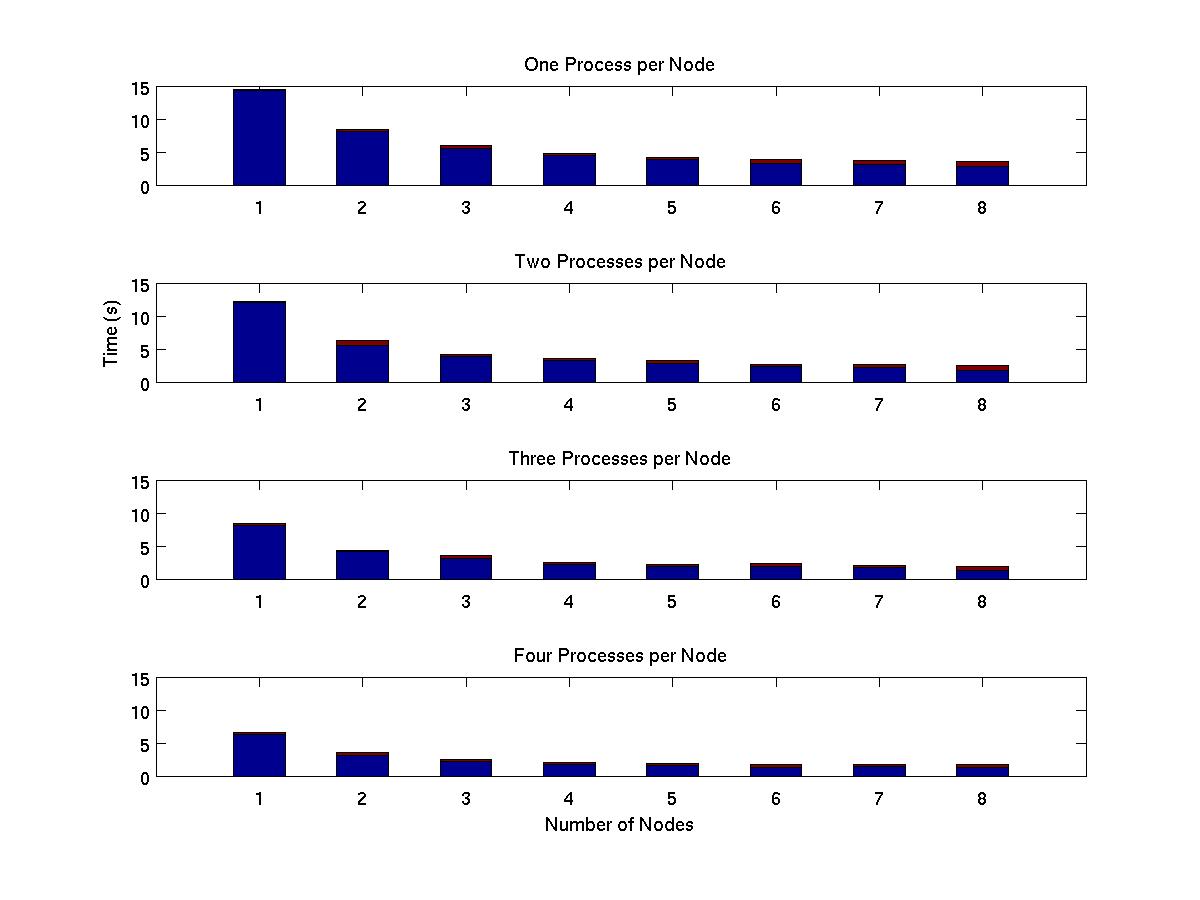 One Process per Node
15
10
5
0
1 2 3 4 5 6 7 8
Two Processes per Node
15
10
5
0
1 2 3 4 5 6 7 8
Time (s)
Three Processes per Node
15
10
5
0
1 2 3 4 5 6 7 8
Four Processes per Node
15
10
5
0
1 2 3 4 5 6 7 8
Number of Nodes